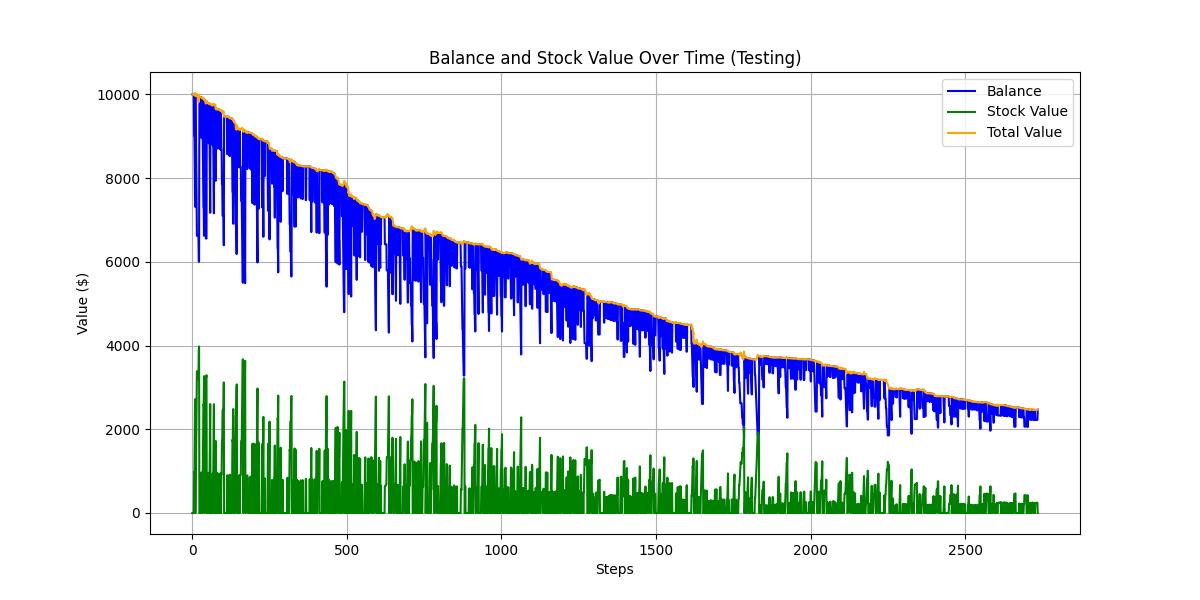 Balance and Stock Value Over Time (Testing)
Balance
Stock Value
Total Value
Value ($)
10000
8000
6000
4000
2000
0
0 500 1000 1500 2000 2500
Steps